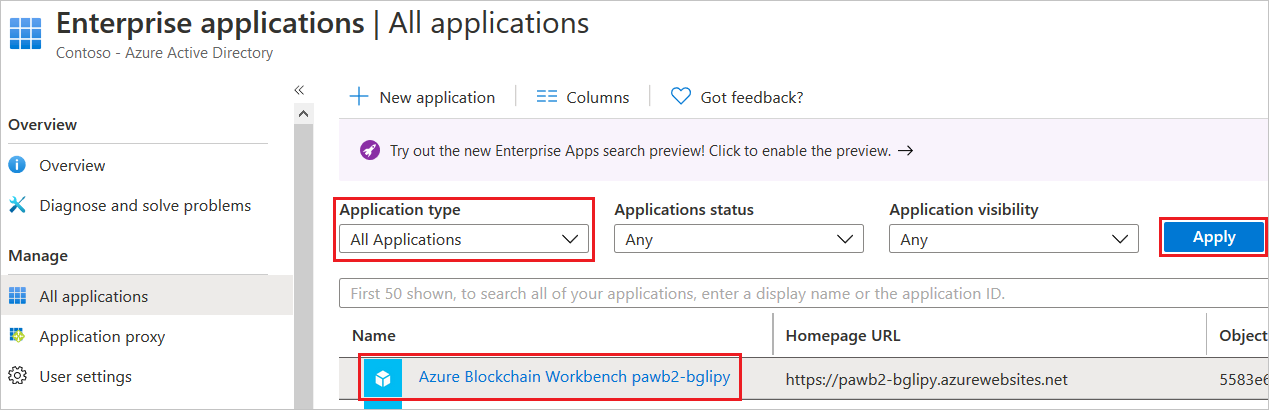 Enterprise applications | All applications
Contoso - Azure Active Directory
«
Overview
Overview
Diagnose and solve problems
Manage
All applications
Application proxy
User settings
New application
Columns
Got feedback?
Try out the new Enterprise Apps search preview! Click to enable the preview. →
Application type
All Applications
Applications status
Any
Application visibility
Any
Apply
First 50 shown, to search all of your applications, enter a display name or the application ID.
Name Homepage URL Object
Azure Blockchain Workbench pawb2-bglipy https://pawb2-bglipy.azurewebsites.net 5583e6